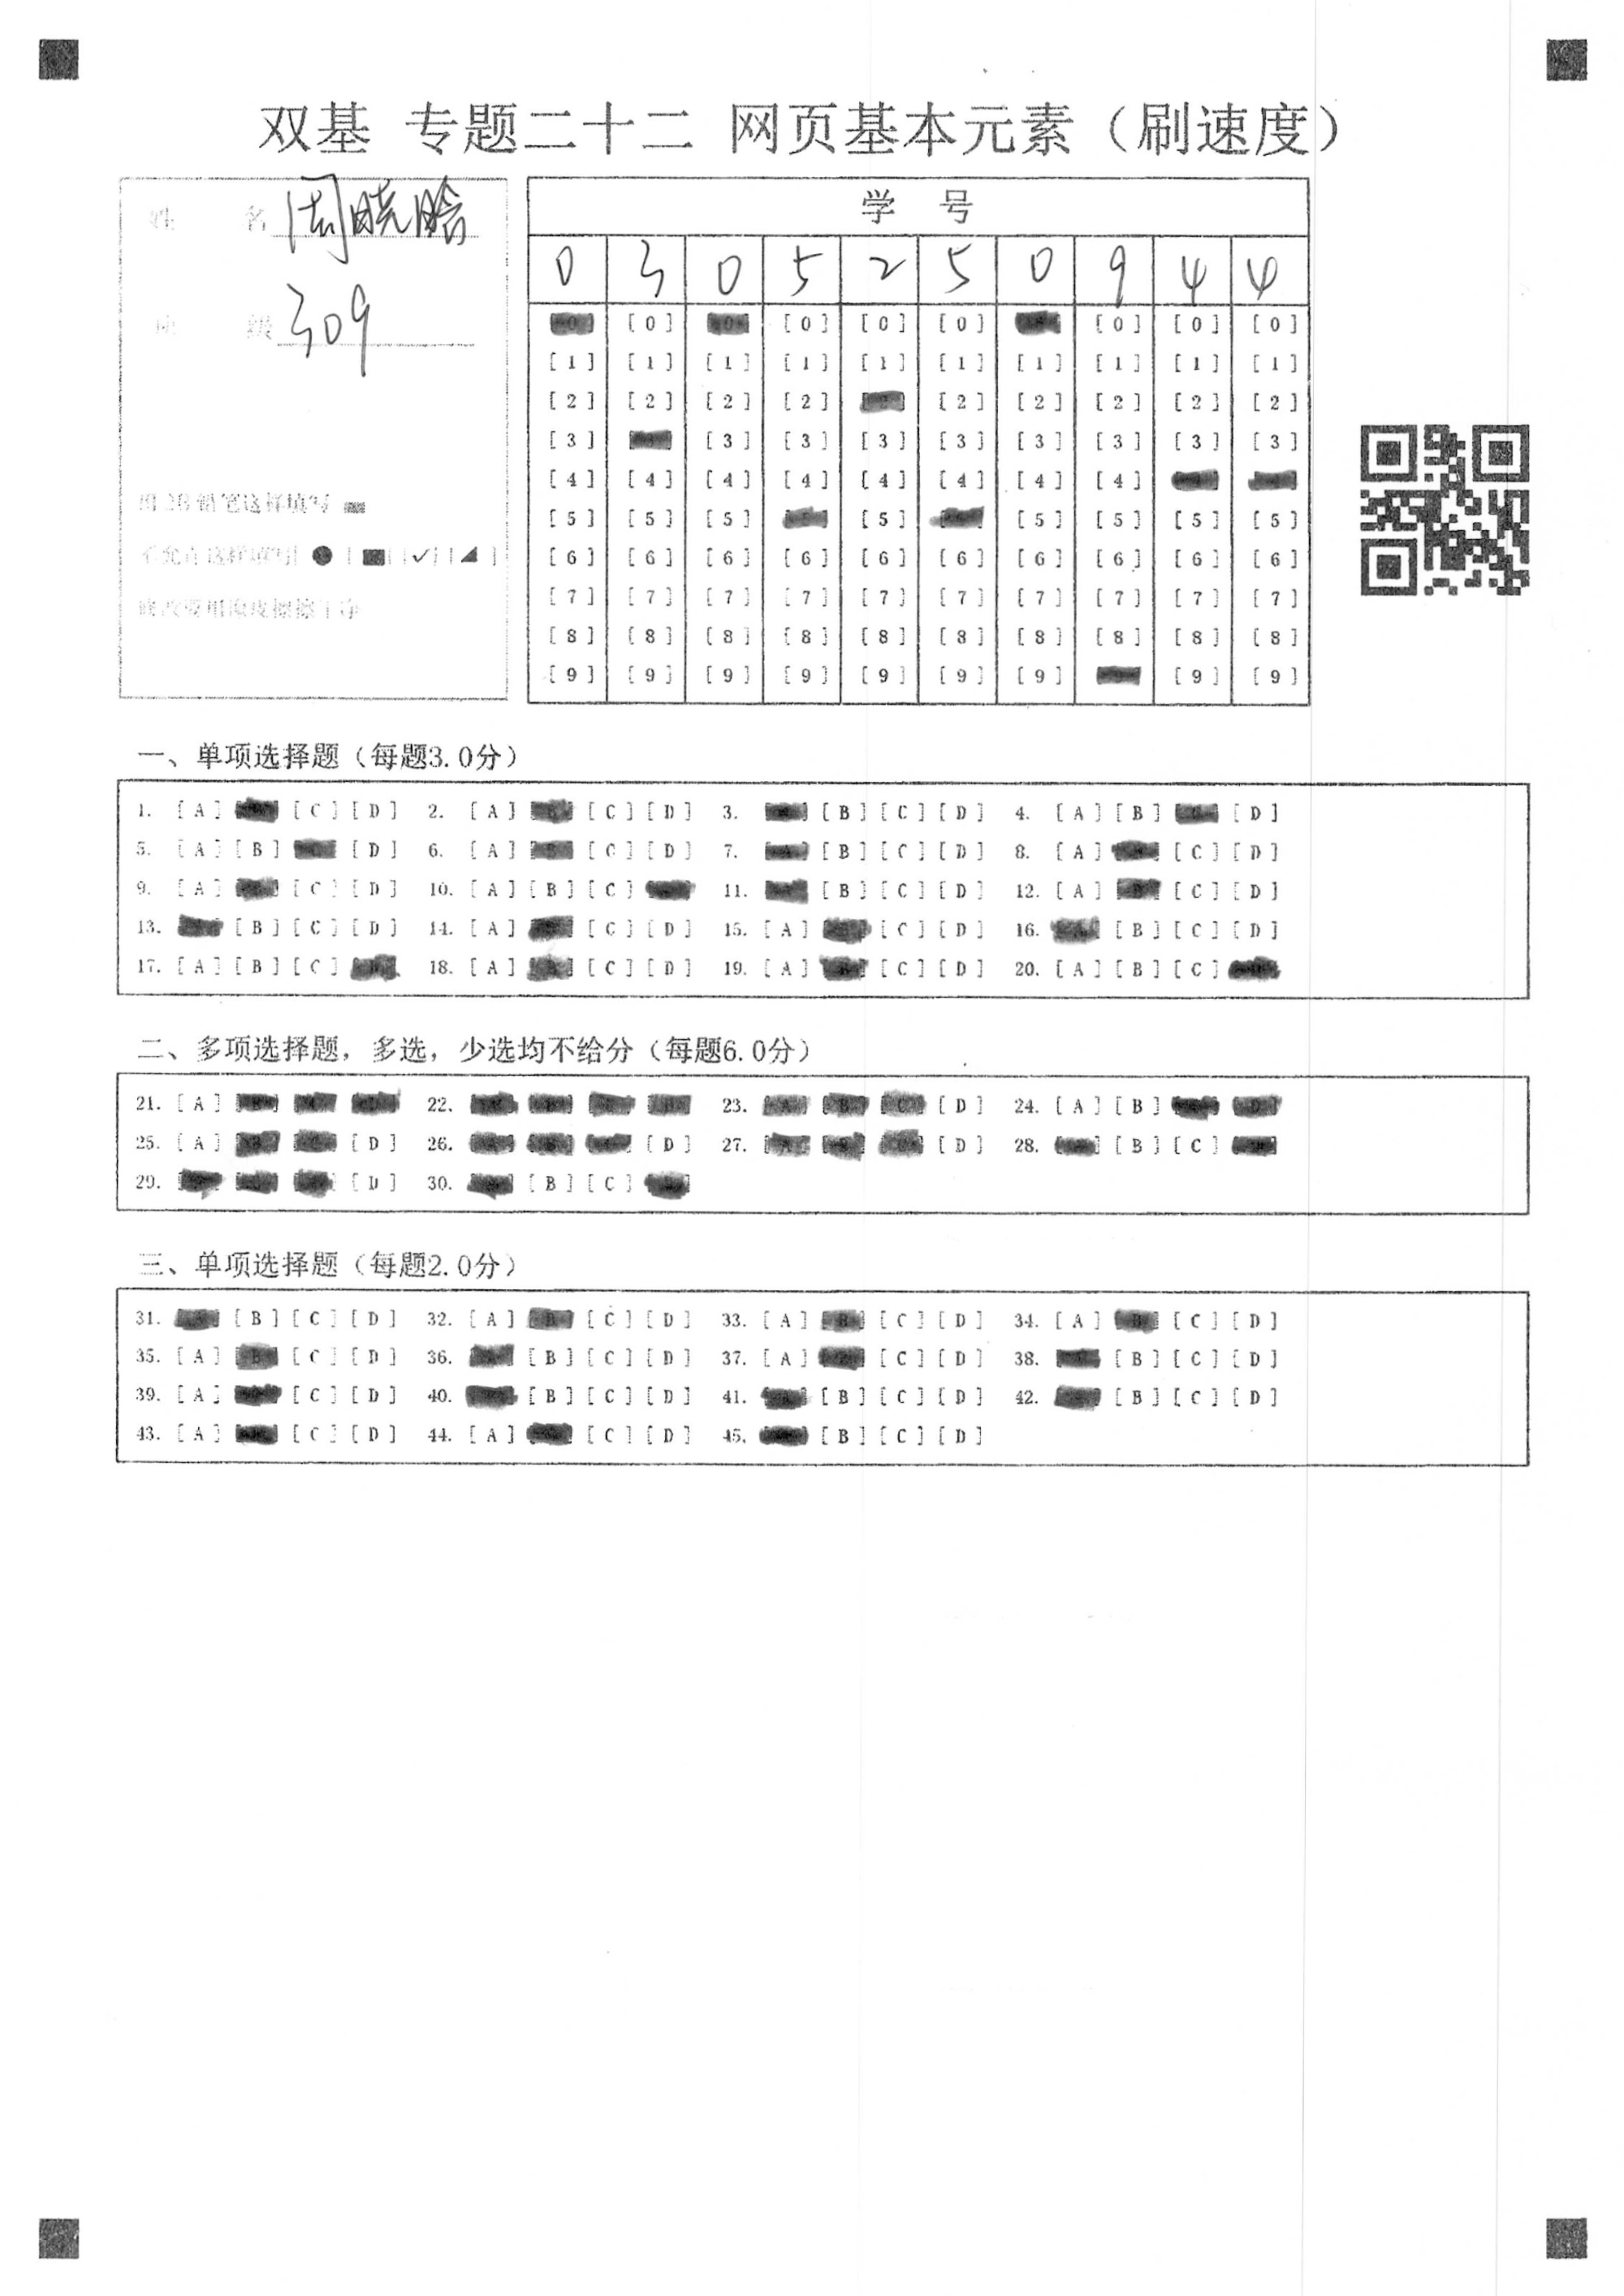 双基 专题二十二 网页基本元素（刷速度）
姓 名 周晓晗
班 级 309
用2B铅笔这样填写
不允许这样填写[●][■][✓][◢]
修改要用橡皮擦擦干净
学 号
0 3 0 5 2 5 0 9 4 4
[0] [0] [0] [0] [0] [0] [0]
[1] [1] [1] [1] [1] [1] [1] [1] [1] [1]
[2] [2] [2] [2] [2] [2] [2] [2] [2]
[3] [3] [3] [3] [3] [3] [3] [3] [3]
[4] [4] [4] [4] [4] [4] [4] [4]
[5] [5] [5] [5] [5] [5] [5] [5]
[6] [6] [6] [6] [6] [6] [6] [6] [6] [6]
[7] [7] [7] [7] [7] [7] [7] [7] [7] [7]
[8] [8] [8] [8] [8] [8] [8] [8] [8] [8]
[9] [9] [9] [9] [9] [9] [9] [9] [9]
一、单项选择题（每题3.0分）
1. [A] [C] [D] 2. [A] [C] [D] 3. [B] [C] [D] 4. [A] [B] [D]
5. [A] [B] [D] 6. [A] [C] [D] 7. [B] [C] [D] 8. [A] [C] [D]
9. [A] [C] [D] 10. [A] [B] [C] 11. [B] [C] [D] 12. [A] [C] [D]
13. [B] [C] [D] 14. [A] [C] [D] 15. [A] [C] [D] 16. [B] [C] [D]
17. [A] [B] [C] 18. [A] [C] [D] 19. [A] [C] [D] 20. [A] [B] [C]
二、多项选择题，多选，少选均不给分（每题6.0分）
21. [A] 22. 23. [D] 24. [A] [B]
25. [A] [D] 26. [D] 27. [D] 28. [B] [C]
29. [D] 30. [B] [C]
三、单项选择题（每题2.0分）
31. [B] [C] [D] 32. [A] [C] [D] 33. [A] [C] [D] 34. [A] [C] [D]
35. [A] [C] [D] 36. [B] [C] [D] 37. [A] [C] [D] 38. [B] [C] [D]
39. [A] [C] [D] 40. [B] [C] [D] 41. [B] [C] [D] 42. [B] [C] [D]
43. [A] [C] [D] 44. [A] [C] [D] 45. [B] [C] [D]